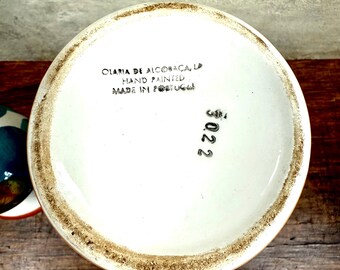 OLARIA DE ALCOBAÇA, LDA
HAND PAINTED
MADE IN PORTUGAL
3022